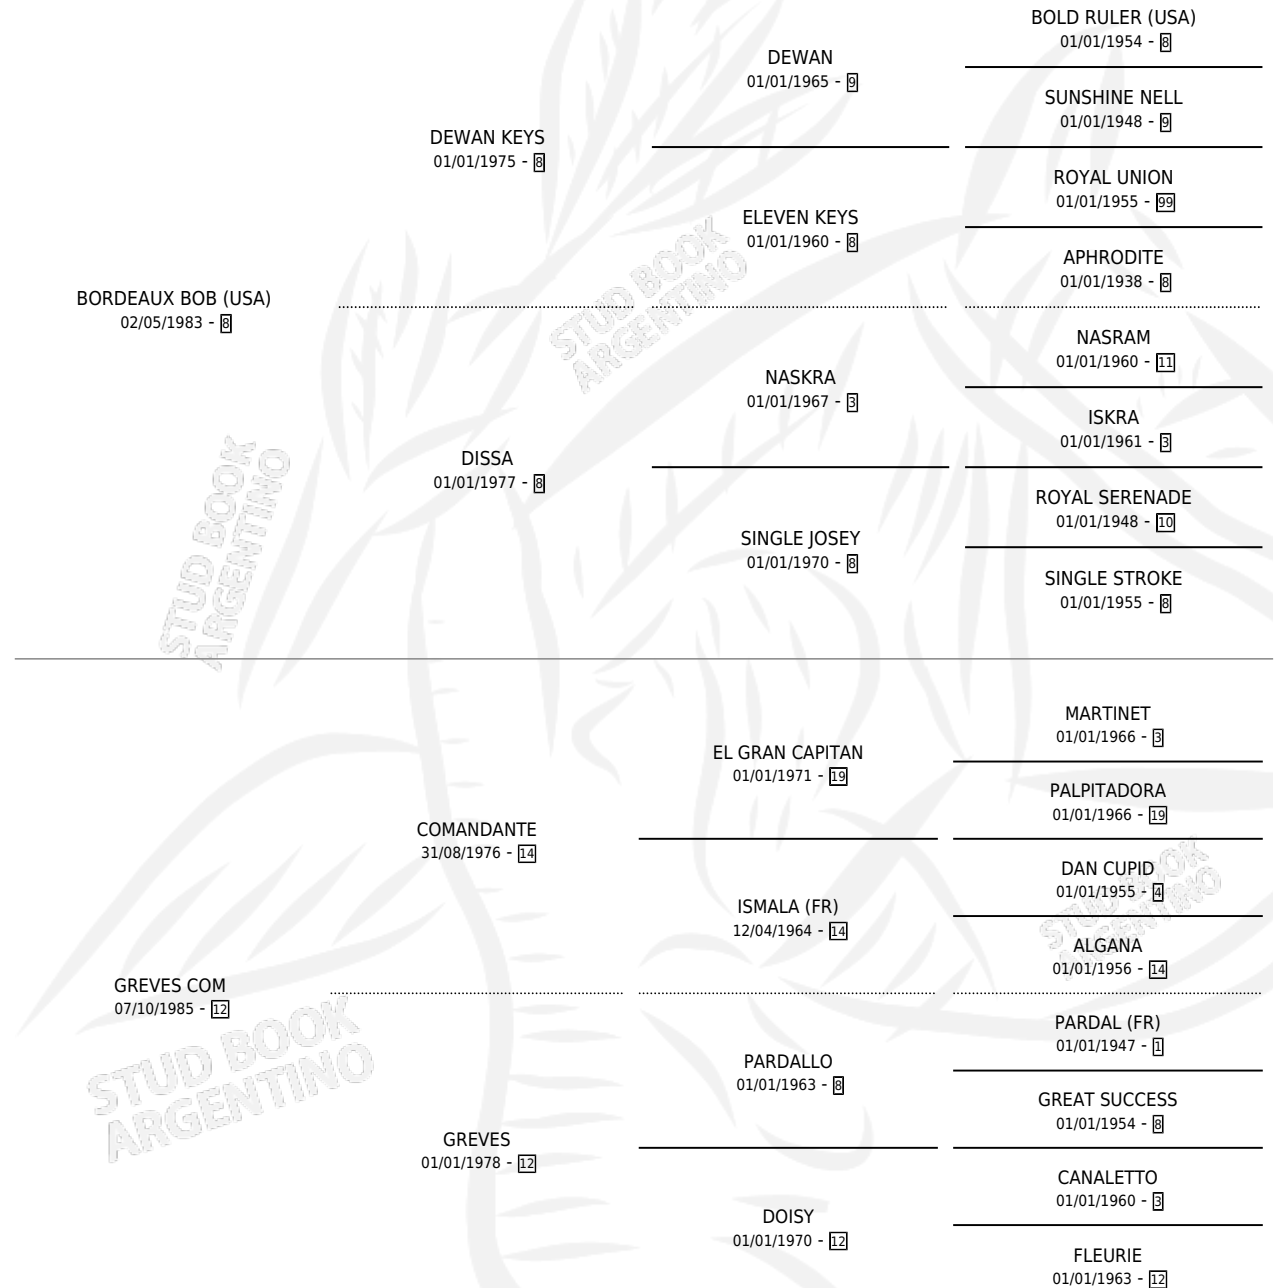 BOLD RULER (USA)
01/01/1954 - 8
DEWAN
01/01/1965 - 9
SUNSHINE NELL
01/01/1948 - 9
DEWAN KEYS
01/01/1975 - 8
ROYAL UNION
01/01/1955 - 99
ELEVEN KEYS
01/01/1960 - 8
APHRODITE
01/01/1938 - 8
BORDEAUX BOB (USA)
02/05/1983 - 8
STUD BOOK
ARGENTINO
NASRAM
01/01/1960 - 11
NASKRA
01/01/1967 - 3
ISKRA
01/01/1961 - 3
DISSA
01/01/1977 - 8
ROYAL SERENADE
01/01/1948 - 10
SINGLE JOSEY
01/01/1970 - 8
SINGLE STROKE
01/01/1955 - 8
STUD BOOK
ARGENTINO
MARTINET
01/01/1966 - 3
EL GRAN CAPITAN
01/01/1971 - 19
PALPITADORA
01/01/1966 - 19
COMANDANTE
31/08/1976 - 14
DAN CUPID
01/01/1955 - 4
ISMALA (FR)
12/04/1964 - 14
STUD BOOK
ARGENTINO
ALGANA
01/01/1956 - 14
GREVES COM
07/10/1985 - 12
STUD BOOK
ARGENTINO
PARDAL (FR)
01/01/1947 - 1
PARDALLO
01/01/1963 - 8
GREAT SUCCESS
01/01/1954 - 8
GREVES
01/01/1978 - 12
CANALETTO
01/01/1960 - 3
DOISY
01/01/1970 - 12
FLEURIE
01/01/1963 - 12